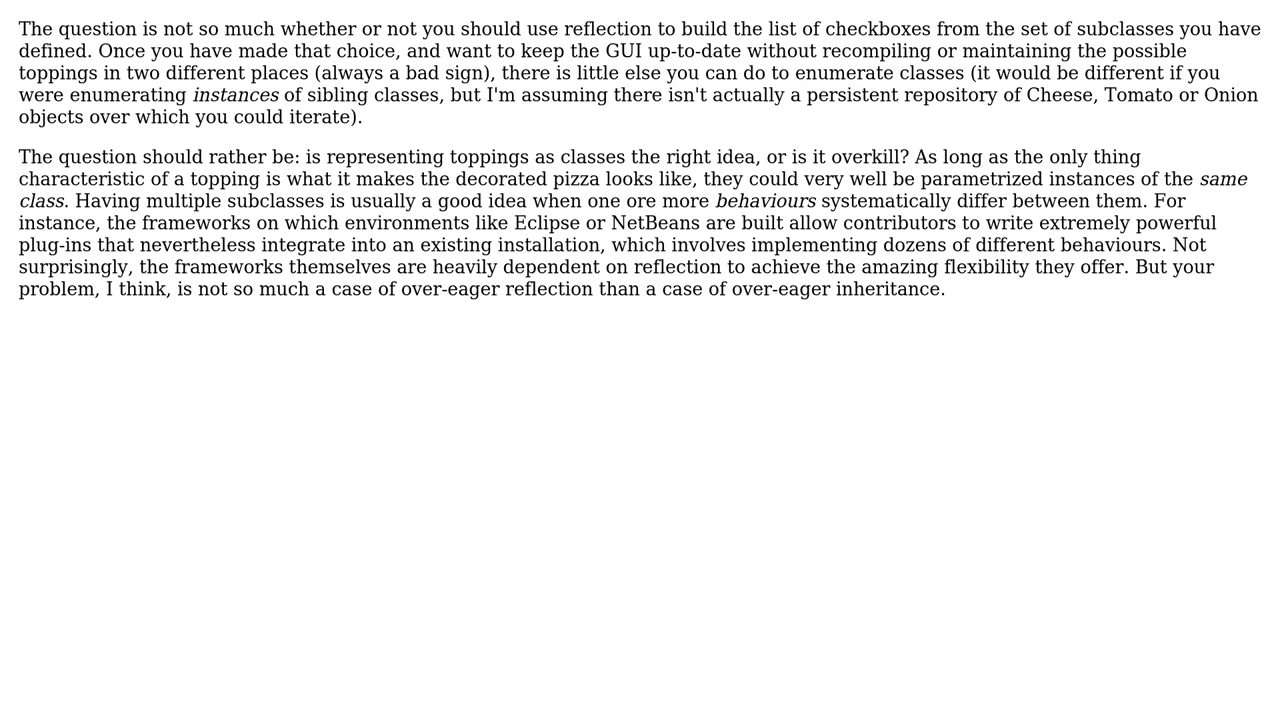 The question is not so much whether or not you should use reflection to build the list of checkboxes from the set of subclasses you have
defined. Once you have made that choice, and want to keep the GUI up-to-date without recompiling or maintaining the possible
toppings in two different places (always a bad sign), there is little else you can do to enumerate classes (it would be different if you
were enumerating instances of sibling classes, but I'm assuming there isn't actually a persistent repository of Cheese, Tomato or Onion
objects over which you could iterate).
The question should rather be: is representing toppings as classes the right idea, or is it overkill? As long as the only thing
characteristic of a topping is what it makes the decorated pizza looks like, they could very well be parametrized instances of the same
class. Having multiple subclasses is usually a good idea when one ore more behaviours systematically differ between them. For
instance, the frameworks on which environments like Eclipse or NetBeans are built allow contributors to write extremely powerful
plug-ins that nevertheless integrate into an existing installation, which involves implementing dozens of different behaviours. Not
surprisingly, the frameworks themselves are heavily dependent on reflection to achieve the amazing flexibility they offer. But your
problem, I think, is not so much a case of over-eager reflection than a case of over-eager inheritance.